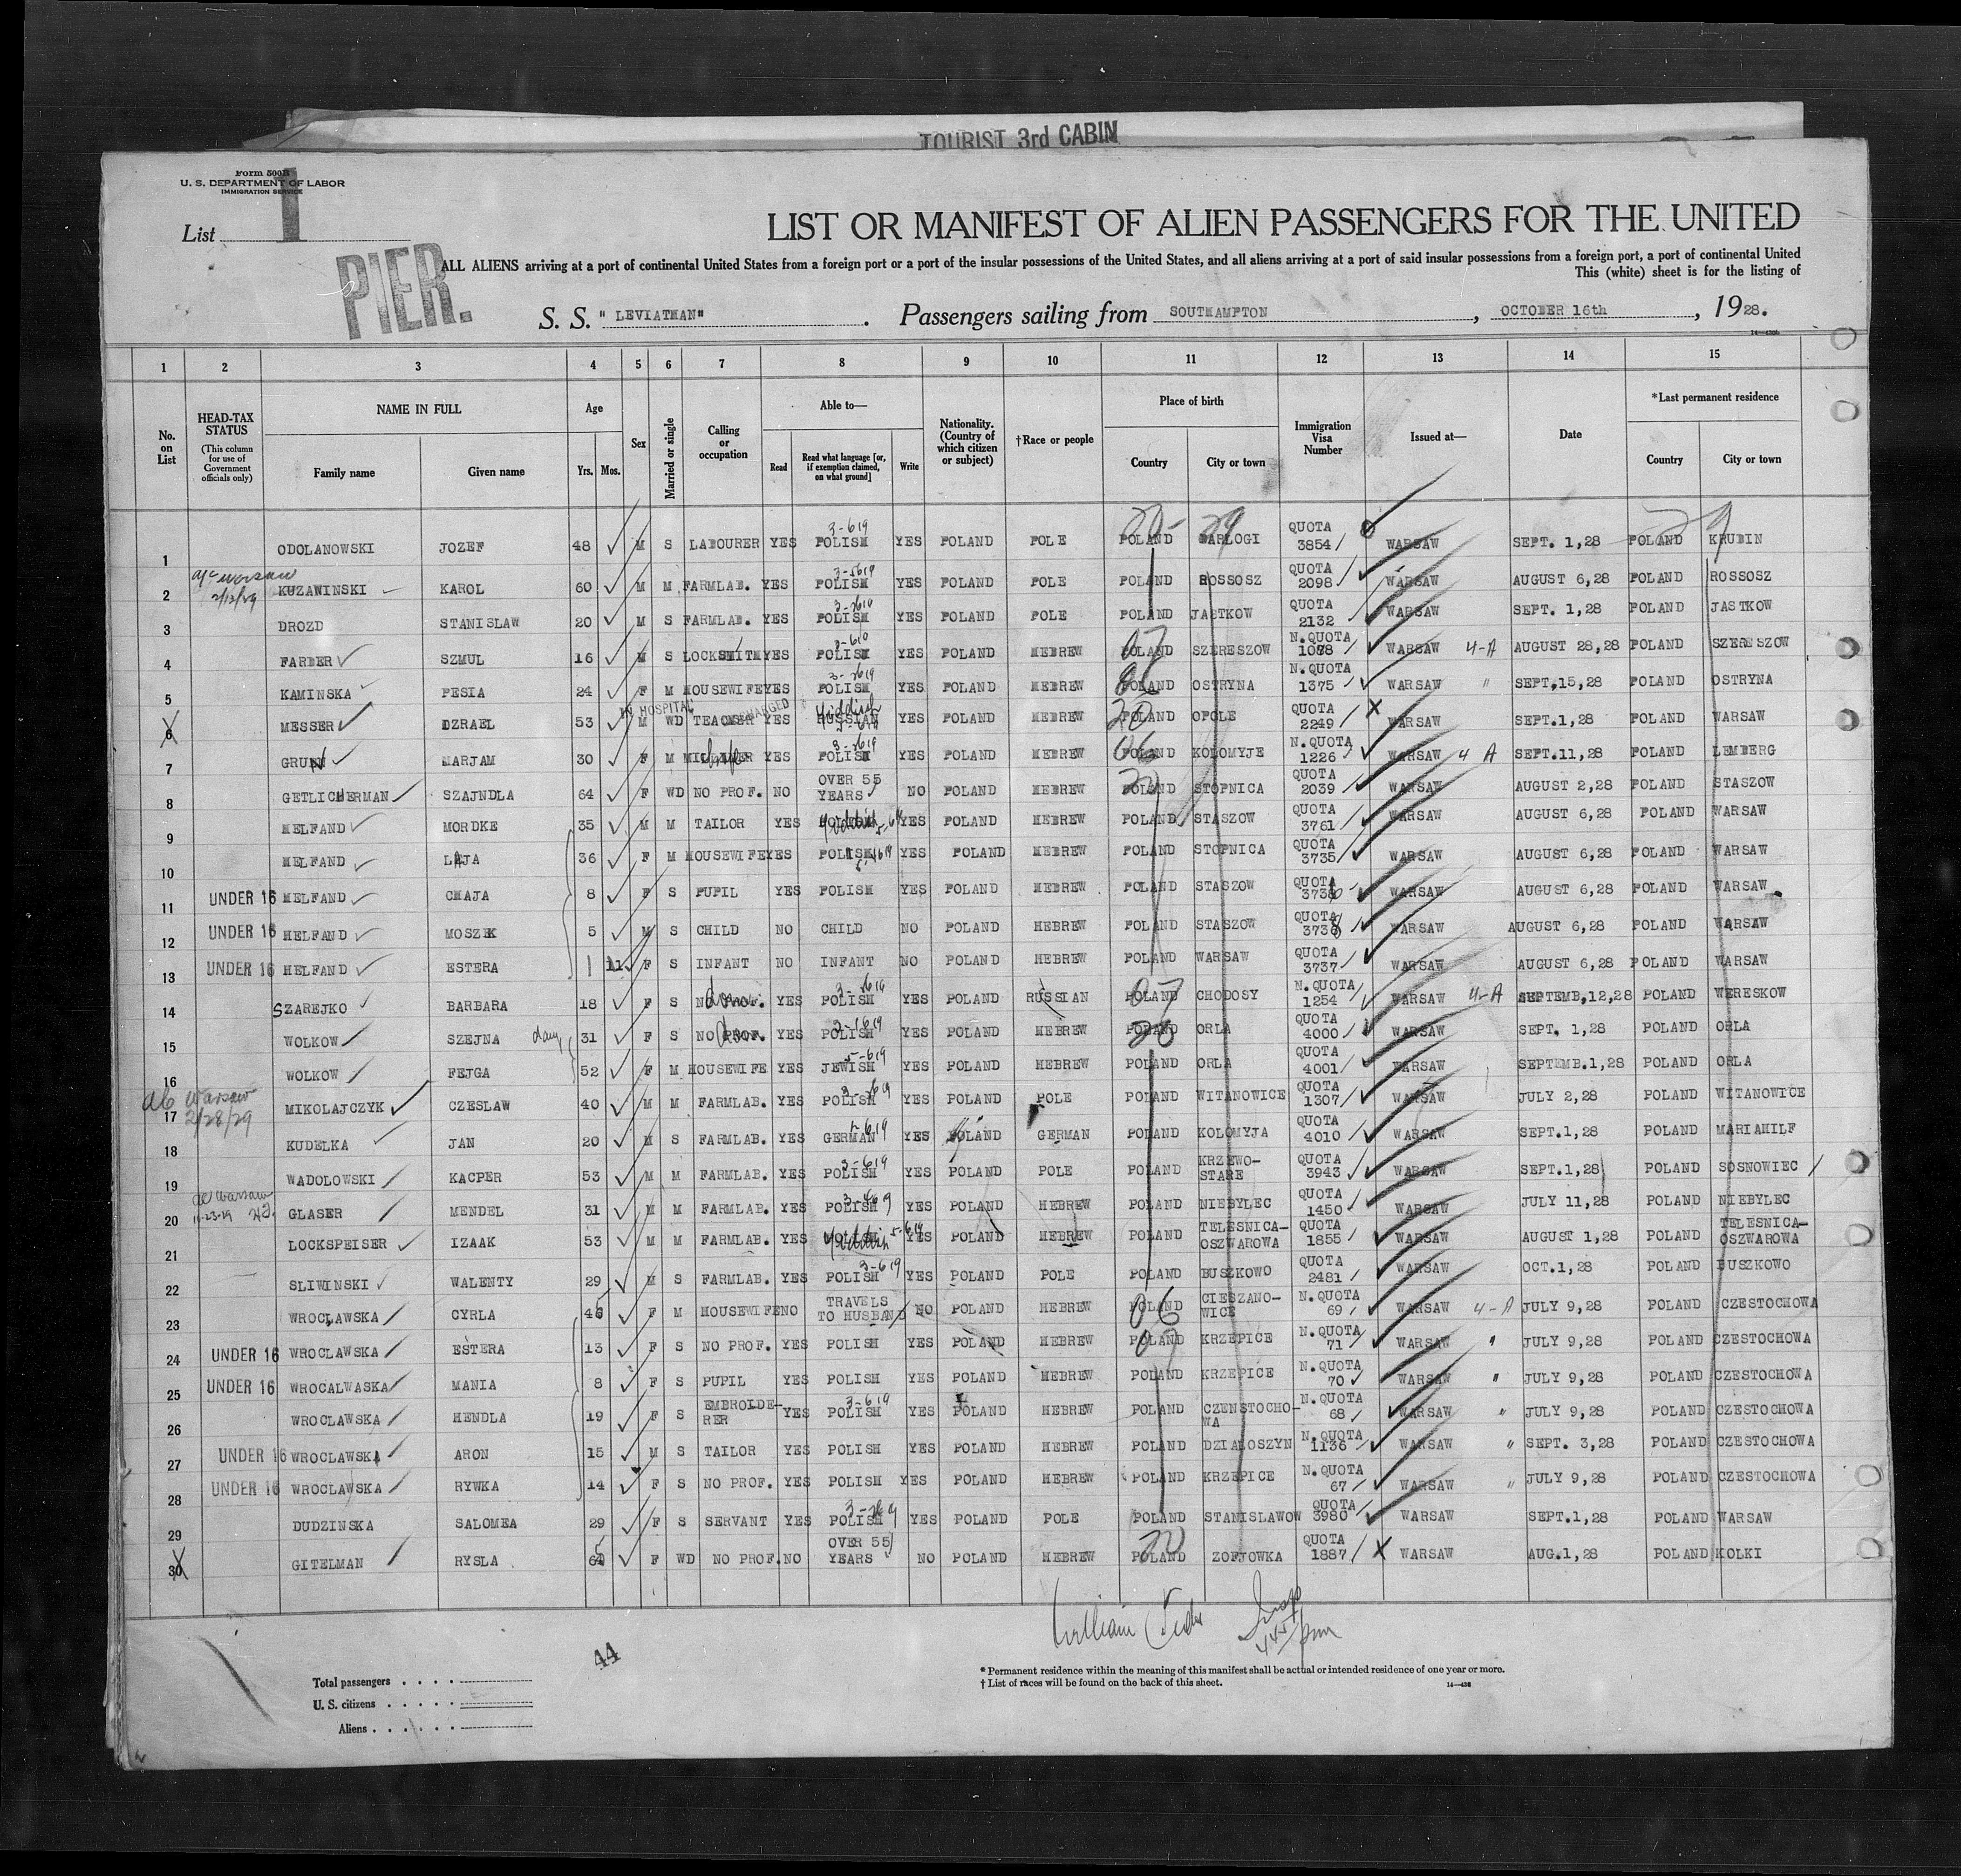 TOURIST 3rd CABIN
Form 500B
U. S. DEPARTMENT OF LABOR
IMMIGRATION SERVICE
List 1
PIER.
LIST OR MANIFEST OF ALIEN PASSENGERS FOR THE UNITED
ALL ALIENS arriving at a port of continental United States from a foreign port or a port of the insular possessions of the United States, and all aliens arriving at a port of said insular possessions from a foreign port, a port of continental United
This (white) sheet is for the listing of
S. S. "LEVIATHAN". Passengers sailing from SOUTHAMPTON, OCTOBER 16th, 1928.
1 2 3 4 5 6 7 8 9 10 11 12 13 14 15
No. on List
HEAD-TAX STATUS (This column for use of Government officials only)
NAME IN FULL Family name Given name
Age Yrs. Mos.
Sex
Married or single
Calling or occupation
Able to— Read Read what language [or, if exemption claimed, on what ground] Write
Nationality. (Country of which citizen or subject)
†Race or people
Place of birth Country City or town
Immigration Visa Number
Issued at—
Date
*Last permanent residence Country City or town
1 ODOLANOWSKI JOZEF 48 M S LABOURER YES POLISH YES POLAND POLE POLAND BARLOGI QUOTA 3854 WARSAW SEPT. 1,28 POLAND KRUBIN
2 KUZAWINSKI KAROL 60 M M FARMLAB. YES POLISH YES POLAND POLE POLAND ROSSOSZ QUOTA 2098 WARSAW AUGUST 6,28 POLAND ROSSOSZ
3 DROZD STANISLAW 20 M S FARMLAB. YES POLISH YES POLAND POLE POLAND JASTKOW QUOTA 2132 WARSAW SEPT. 1,28 POLAND JASTKOW
4 FARBER SZMUL 16 M S LOCKSMITH YES POLISH YES POLAND HEBREW POLAND SZERESZOW N.QUOTA WARSAW 4-A AUGUST 28,28 POLAND SZERESZOW
5 KAMINSKA PESIA 24 F M HOUSEWIFE YES POLISH YES POLAND HEBREW POLAND OSTRYNA N.QUOTA 1375 WARSAW " SEPT,15,28 POLAND OSTRYNA
IN HOSPITAL DISCHARGED
6 MESSER 53 M WD YES Yiddish RUSSIAN YES POLAND HEBREW POLAND OPOLE QUOTA 2249 X WARSAW SEPT.1,28 POLAND WARSAW
7 MARJAM 30 F M YES POLISH YES POLAND HEBREW POLAND KOLOMYJE N.QUOTA 1226 WARSAW 4 A SEPT.11,28 POLAND LEMBERG
8 GETLICHERMAN SZAJNDLA 64 F WD NO PROF. NO OVER 55 YEARS NO POLAND HEBREW POLAND STOPNICA QUOTA 2039 WARSAW AUGUST 2,28 POLAND STASZOW
9 HELFAND MORDKE 35 M M TAILOR YES Yiddish YES POLAND HEBREW POLAND STASZOW QUOTA 3761 WARSAW AUGUST 6,28 POLAND WARSAW
10 HELFAND LAJA 36 F M HOUSEWIFE YES POLISH YES POLAND HEBREW POLAND STOPNICA QUOTA 3735 WARSAW AUGUST 6,28 POLAND WARSAW
11 UNDER 16 HELFAND CHAJA 8 F S PUPIL YES POLISH YES POLAND HEBREW POLAND STASZOW QUOTA 3736 WARSAW AUGUST 6,28 POLAND WARSAW
12 UNDER 16 HELFAND MOSZEK 5 M S CHILD NO CHILD NO POLAND HEBREW POLAND STASZOW QUOTA 3738 WARSAW AUGUST 6,28 POLAND WARSAW
13 UNDER 16 HELFAND ESTERA 11 F S INFANT NO INFANT NO POLAND HEBREW POLAND WARSAW QUOTA 3737 WARSAW AUGUST 6,28 POLAND WARSAW
14 SZAREJKO BARBARA 18 F S YES POLISH YES POLAND RUSSIAN POLAND CHODOSY N.QUOTA 1254 WARSAW 4-A SEPTEMB,12,28 POLAND WERESKOW
15 WOLKOW SZEJNA 31 F S NO PROF. YES POLISH YES POLAND HEBREW POLAND ORLA QUOTA 4000 WARSAW SEPT. 1,28 POLAND ORLA
16 WOLKOW FEJGA 52 F M HOUSEWIFE YES JEWISH YES POLAND HEBREW POLAND ORLA QUOTA 4001 WARSAW SEPTEMB.1,28 POLAND ORLA
17 Warsaw 2/28/29 MIKOLAJCZYK CZESLAW 40 M M FARMLAB. YES POLISH YES POLAND POLE POLAND WITANOWICE QUOTA 1307 WARSAW JULY 2,28 POLAND WITANOWICE
18 KUDELKA JAN 20 M S FARMLAB. YES GERMAN YES POLAND GERMAN POLAND KOLOMYJA QUOTA 4010 WARSAW SEPT.1,28 POLAND MARIAHILF
19 WADOLOWSKI KACPER 53 M M FARMLAB. YES POLISH YES POLAND POLE POLAND KRZEWO-STARE QUOTA 3943 WARSAW SEPT.1,28 POLAND SOSNOWIEC
20 GLASER MENDEL 31 M M FARMLAB. YES POLISH YES POLAND HEBREW POLAND NIEBYLEC QUOTA 1450 WARSAW JULY 11,28 POLAND NIEBYLEC
21 LOCKSPEISER IZAAK 53 M M FARMLAB. YES Yiddish YES POLAND HEBREW POLAND TELESNICA-OSZWAROWA QUOTA 1855 WARSAW AUGUST 1,28 POLAND TELESNICA-OSZWAROWA
22 SLIWINSKI WALENTY 29 M S FARMLAB. YES POLISH YES POLAND POLE POLAND BUSZKOWO QUOTA 2481 WARSAW OCT.1,28 POLAND BUSZKOWO
23 WROCLAWSKA CYRLA F M HOUSEWIFE NO TRAVELS TO HUSBAND NO POLAND HEBREW POLAND CIESZANO-WICE N.QUOTA 69 WARSAW 4-A JULY 9,28 POLAND CZESTOCHOWA
24 UNDER 16 WROCLAWSKA ESTERA 13 F S NO PROF. YES POLISH YES POLAND HEBREW POLAND KRZEPICE N.QUOTA 71 WARSAW " JULY 9,28 POLAND CZESTOCHOWA
25 UNDER 16 WROCALWASKA MANIA 8 F S PUPIL YES POLISH YES POLAND HEBREW POLAND KRZEPICE N.QUOTA 70 WARSAW " JULY 9,28 POLAND CZESTOCHOWA
26 WROCLAWSKA HENDLA 19 F S EMBROIDE-RER YES POLISH YES POLAND HEBREW POLAND CZENSTOCHO-WA N.QUOTA 68 WARSAW " JULY 9,28 POLAND CZESTOCHOWA
27 UNDER 16 WROCLAWSKA ARON 15 M S TAILOR YES POLISH YES POLAND HEBREW POLAND DZIALOSZYN N.QUOTA 1136 WARSAW " SEPT. 3,28 POLAND CZESTOCHOWA
28 UNDER 16 WROCLAWSKA RYWKA 14 F S NO PROF. YES POLISH YES POLAND HEBREW POLAND KRZEPICE N.QUOTA 67 WARSAW " JULY 9,28 POLAND CZESTOCHOWA
29 DUDZINSKA SALOMEA 29 F S SERVANT YES POLISH YES POLAND POLE POLAND STANISLAWOW QUOTA 3980 WARSAW SEPT.1,28 POLAND WARSAW
30 GITELMAN RYSLA F WD NO PROF. NO OVER 55 YEARS NO POLAND HEBREW POLAND ZOFJOWKA QUOTA 1887 X WARSAW AUG.1,28 POLAND KOLKI
William
44
Total passengers
U. S. citizens
Aliens
* Permanent residence within the meaning of this manifest shall be actual or intended residence of one year or more.
† List of races will be found on the back of this sheet.
14—436